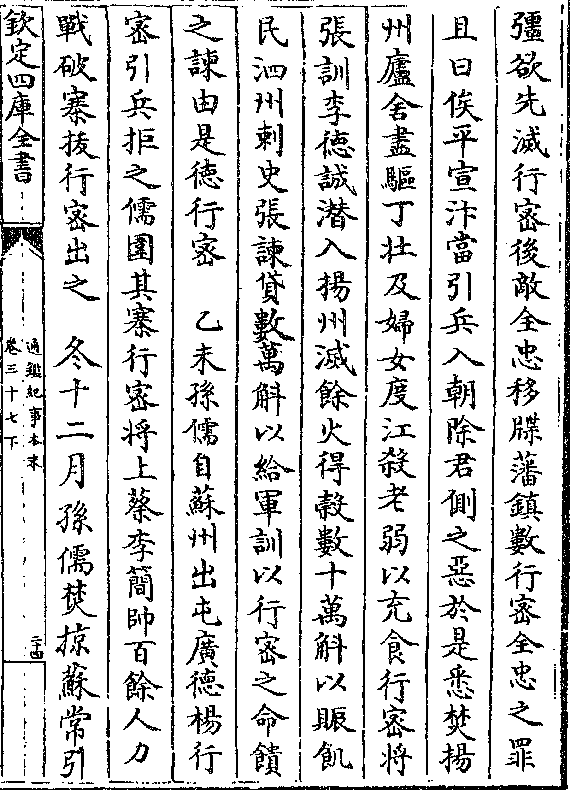 彊欲先滅行密後敵全忠移牒藩鎮數行密全忠之罪
且曰俟平宣汴當引兵入朝除君側之惡於是悉焚揚
州廬舍盡驅丁壯及婦女度江殺老弱以充食行密將
張訓李徳誠潛入揚州滅餘火得穀數十萬斛以賑飢
民泗州刺史張諫貸數萬斛以給軍訓以行密之命饋
之諫由是徳行密　乙未孫儒自蘇州出屯廣徳楊行
密引兵拒之儒圍其寨行密將上蔡李簡帥百餘人力
戰破寨拔行密出之　冬十二月孫儒焚掠蘇常引
欽定四庫全書
通鑑紀事本末
卷三十七下
二十四